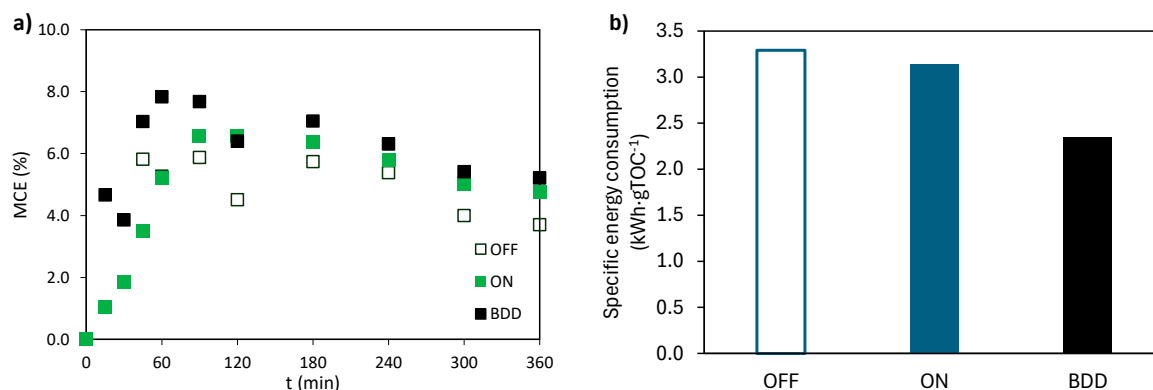 a)
10.0
8.0
6.0
4.0
2.0
0.0
MCE (%)
0 60 120 180 240 300 360
t (min)
OFF
ON
BDD
b)
3.5
3.0
2.5
2.0
1.5
1.0
0.5
0.0
Specific energy consumption
(kWh·gTOC⁻¹)
OFF ON BDD